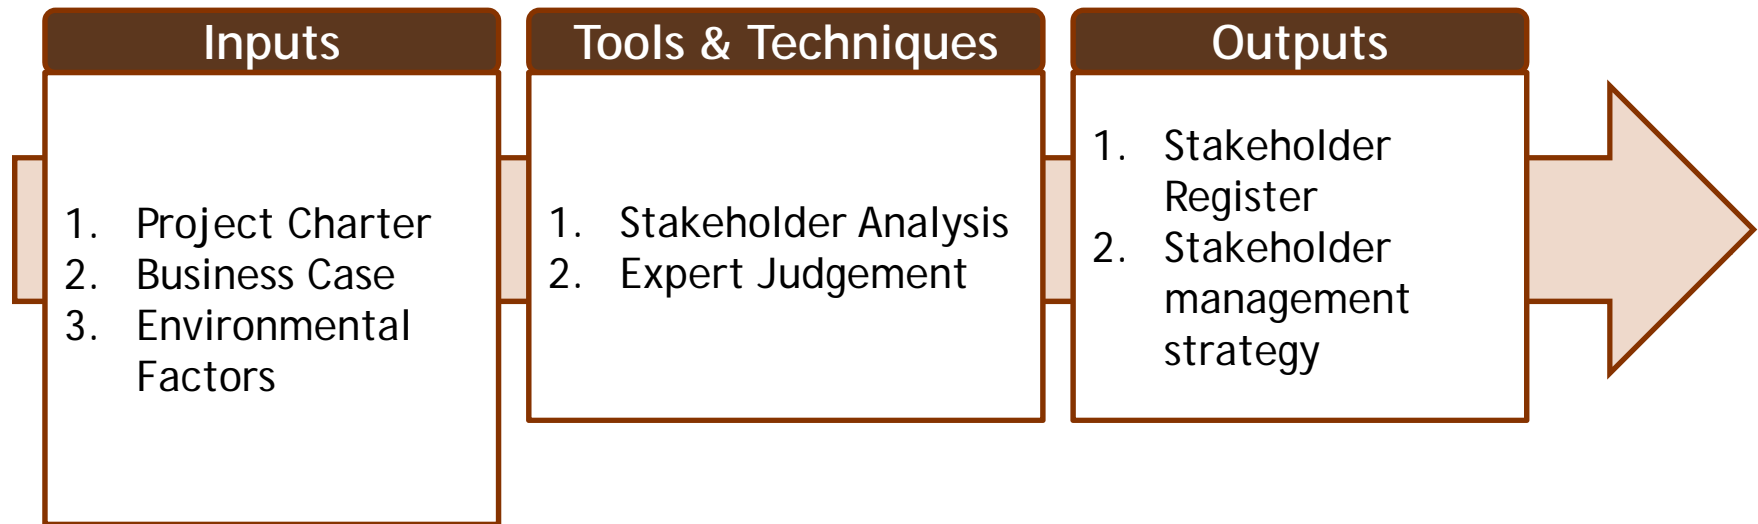 Inputs
1. Project Charter
2. Business Case
3. Environmental
Factors
Tools & Techniques
1. Stakeholder Analysis
2. Expert Judgement
Outputs
1. Stakeholder
Register
2. Stakeholder
management
strategy